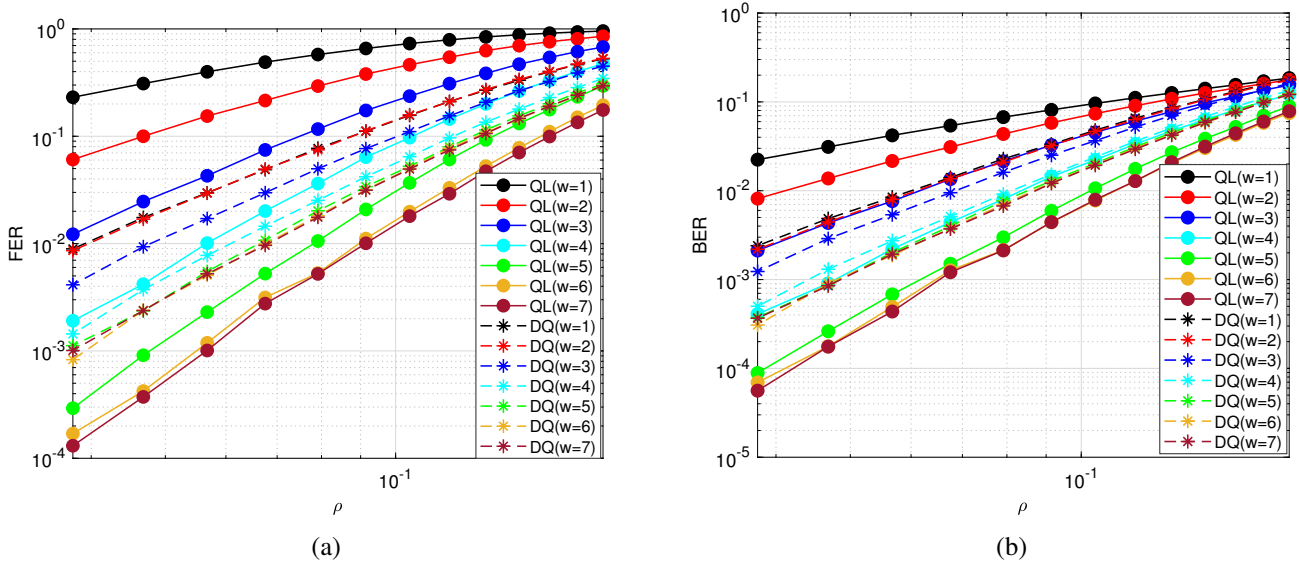 10^0
10^-1
10^-2
10^-3
10^-4
FER
10^-1
ρ
QL(w=1)
QL(w=2)
QL(w=3)
QL(w=4)
QL(w=5)
QL(w=6)
QL(w=7)
DQ(w=1)
DQ(w=2)
DQ(w=3)
DQ(w=4)
DQ(w=5)
DQ(w=6)
DQ(w=7)
(a)
10^0
10^-1
10^-2
10^-3
10^-4
10^-5
BER
10^-1
ρ
QL(w=1)
QL(w=2)
QL(w=3)
QL(w=4)
QL(w=5)
QL(w=6)
QL(w=7)
DQ(w=1)
DQ(w=2)
DQ(w=3)
DQ(w=4)
DQ(w=5)
DQ(w=6)
DQ(w=7)
(b)